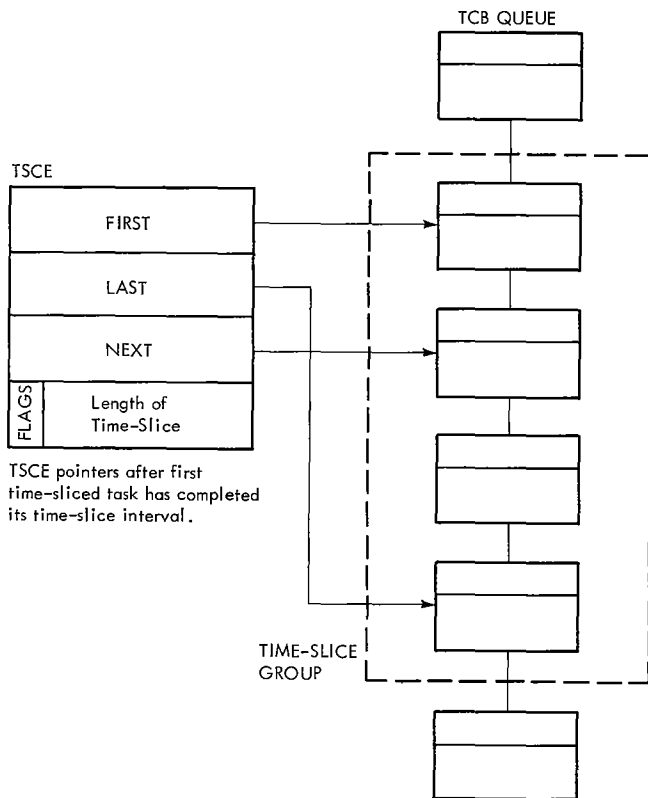 TCB QUEUE
TSCE
FIRST
LAST
NEXT
FLAGS
Length of
Time-Slice
TSCE pointers after first
time-sliced task has completed
its time-slice interval.
TIME-SLICE
GROUP